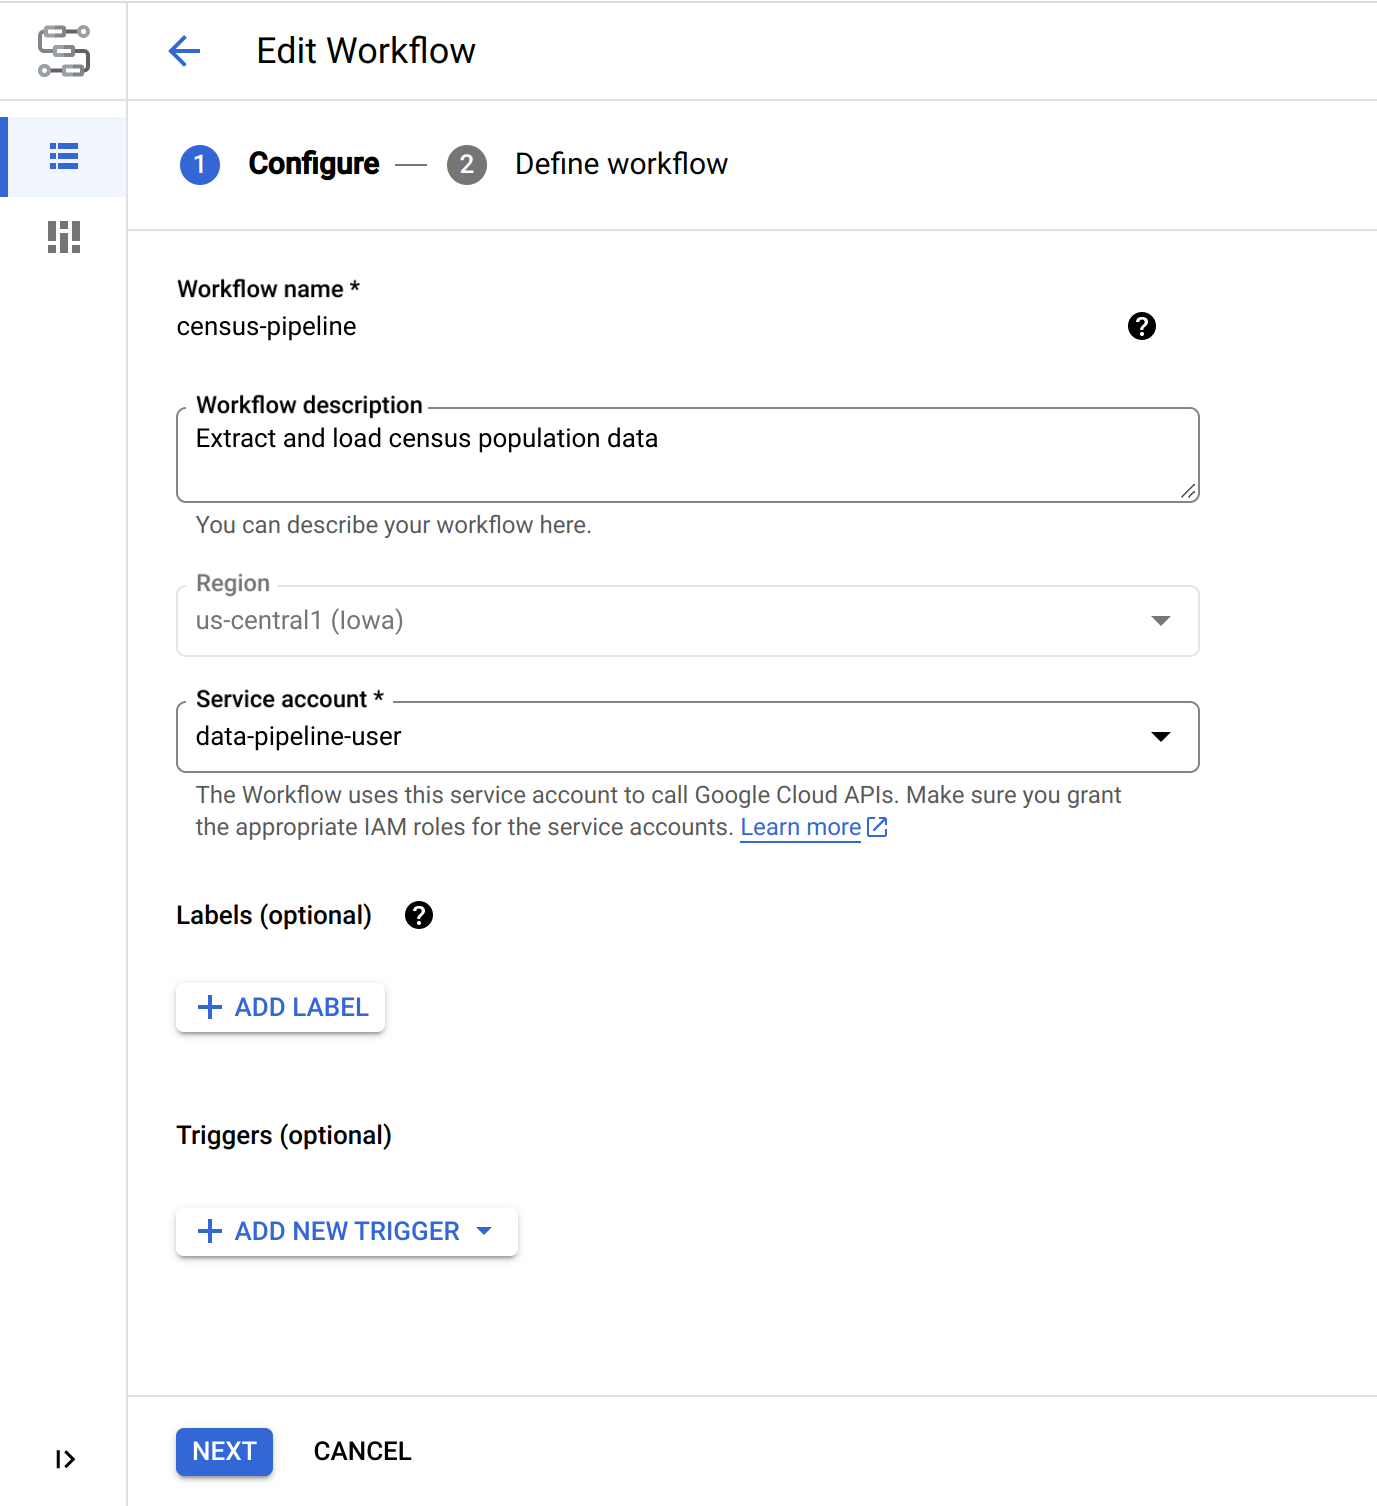 Edit Workflow
1 Configure — 2 Define workflow
Workflow name *
census-pipeline
Workflow description
Extract and load census population data
You can describe your workflow here.
Region
us-central1 (Iowa)
Service account *
data-pipeline-user
The Workflow uses this service account to call Google Cloud APIs. Make sure you grant
the appropriate IAM roles for the service accounts. Learn more
Labels (optional)
ADD LABEL
Triggers (optional)
ADD NEW TRIGGER
NEXT CANCEL